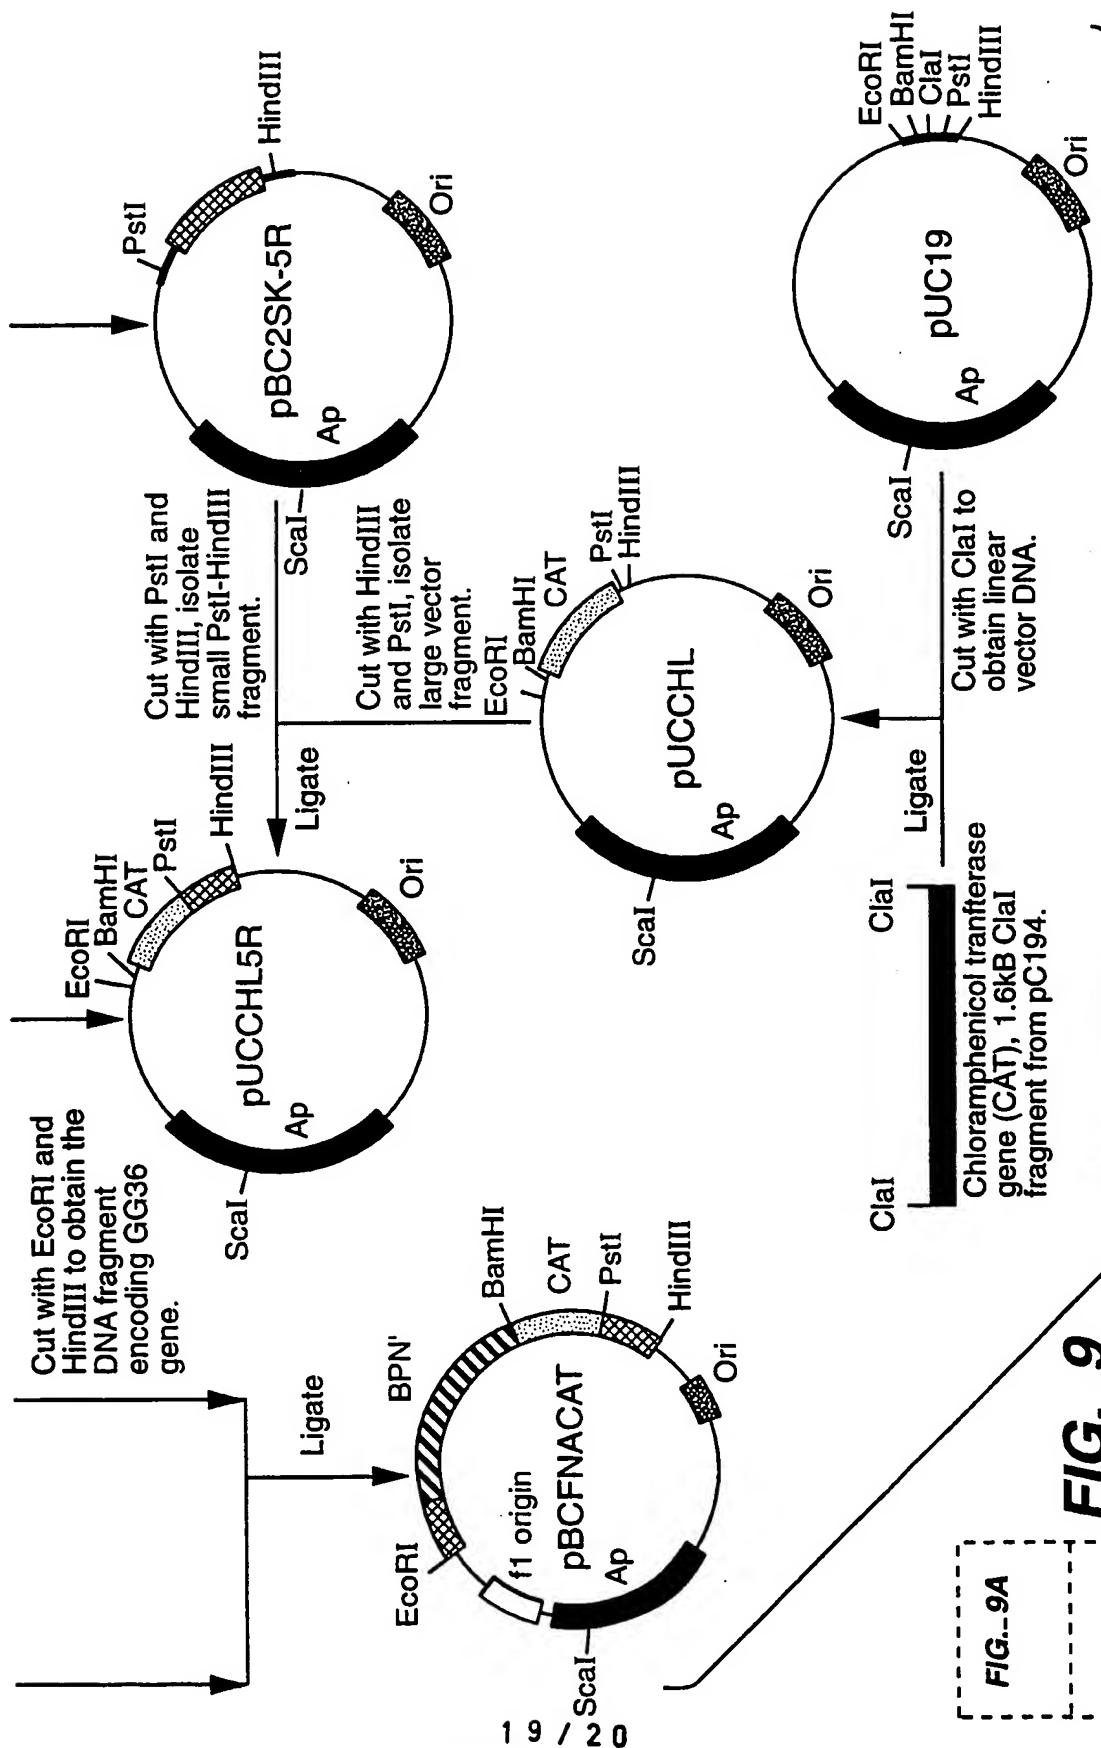 Cut with EcoRI and
HindIII to obtain the
DNA fragment
encoding GG36
gene.
Ligate
EcoRI
BPN'
BamHI
CAT
PstI
HindIII
Ori
f1 origin
pBCFNACAT
Ap
ScaI
EcoRI
BamHI
CAT
PstI
HindIII
Ori
pUCCHL5R
Ap
ScaI
Ligate
Cut with PstI and
HindIII, isolate
small PstI-HindIII
fragment.
Cut with HindIII
and PstI, isolate
large vector
fragment.
PstI
HindIII
Ori
pBC2SK-5R
Ap
ScaI
EcoRI
BamHI
CAT
PstI
HindIII
Ori
pUCCHL
Ap
ScaI
ClaI
ClaI
Chloramphenicol tranfterase
gene (CAT), 1.6kB ClaI
fragment from pC194.
Ligate
Cut with ClaI to
obtain linear
vector DNA.
EcoRI
BamHI
ClaI
PstI
HindIII
Ori
pUC19
Ap
ScaI
FIG._9A
FIG._9
19/20